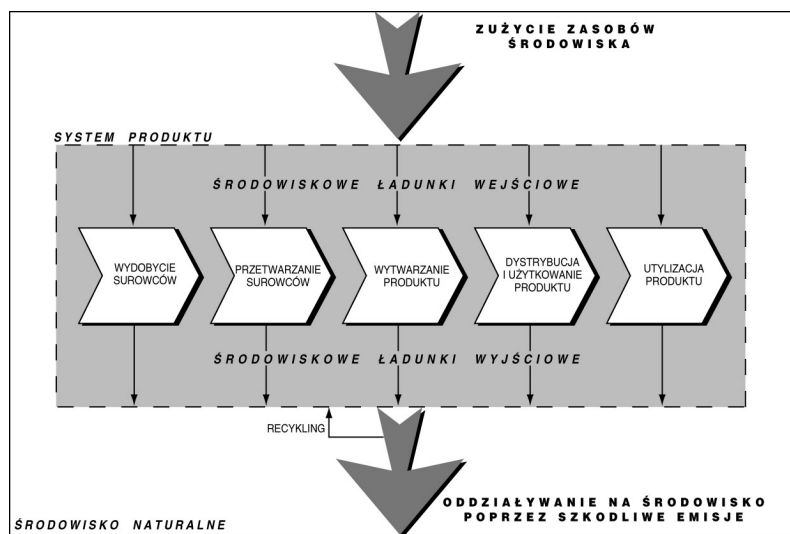 ZUŻYCIE ZASOBÓW
ŚRODOWISKA
SYSTEM PRODUKTU
ŚRODOWISKOWE ŁADUNKI WEJŚCIOWE
WYDOBYCIE
SUROWCÓW
PRZETWARZANIE
SUROWCÓW
WYTWARZANIE
PRODUKTU
DYSTRYBUCJA
I UŻYTKOWANIE
PRODUKTU
UTYLIZACJA
PRODUKTU
ŚRODOWISKOWE ŁADUNKI WYJŚCIOWE
RECYKLING
ODDZIAŁYWANIE NA ŚRODOWISKO
POPRZEZ SZKODLIWE EMISJE
ŚRODOWISKO NATURALNE